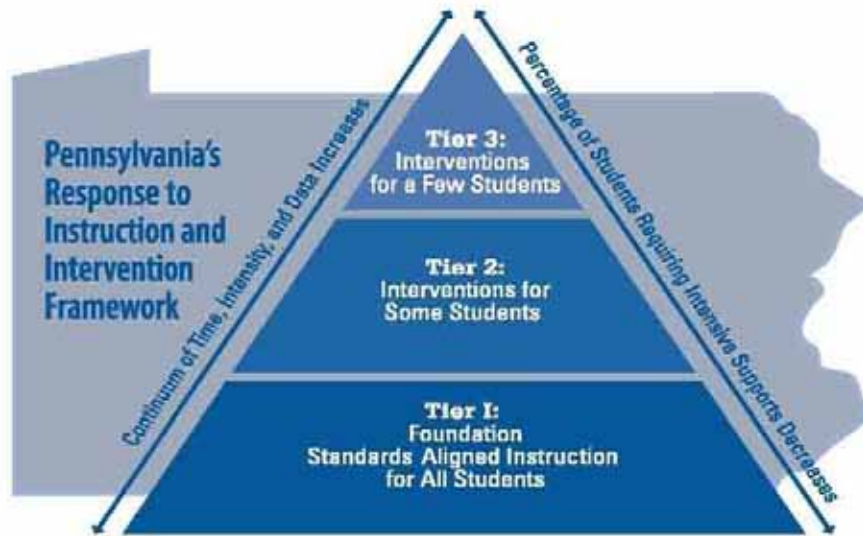 Pennsylvania's
Response to
Instruction and
Intervention
Framework
Continuum of Time, Intensity, and Data Increases
Percentage of Students Requiring Intensive Supports Decreases
Tier 3:
Interventions
for a Few Students
Tier 2:
Interventions for
Some Students
Tier I:
Foundation
Standards Aligned Instruction
for All Students